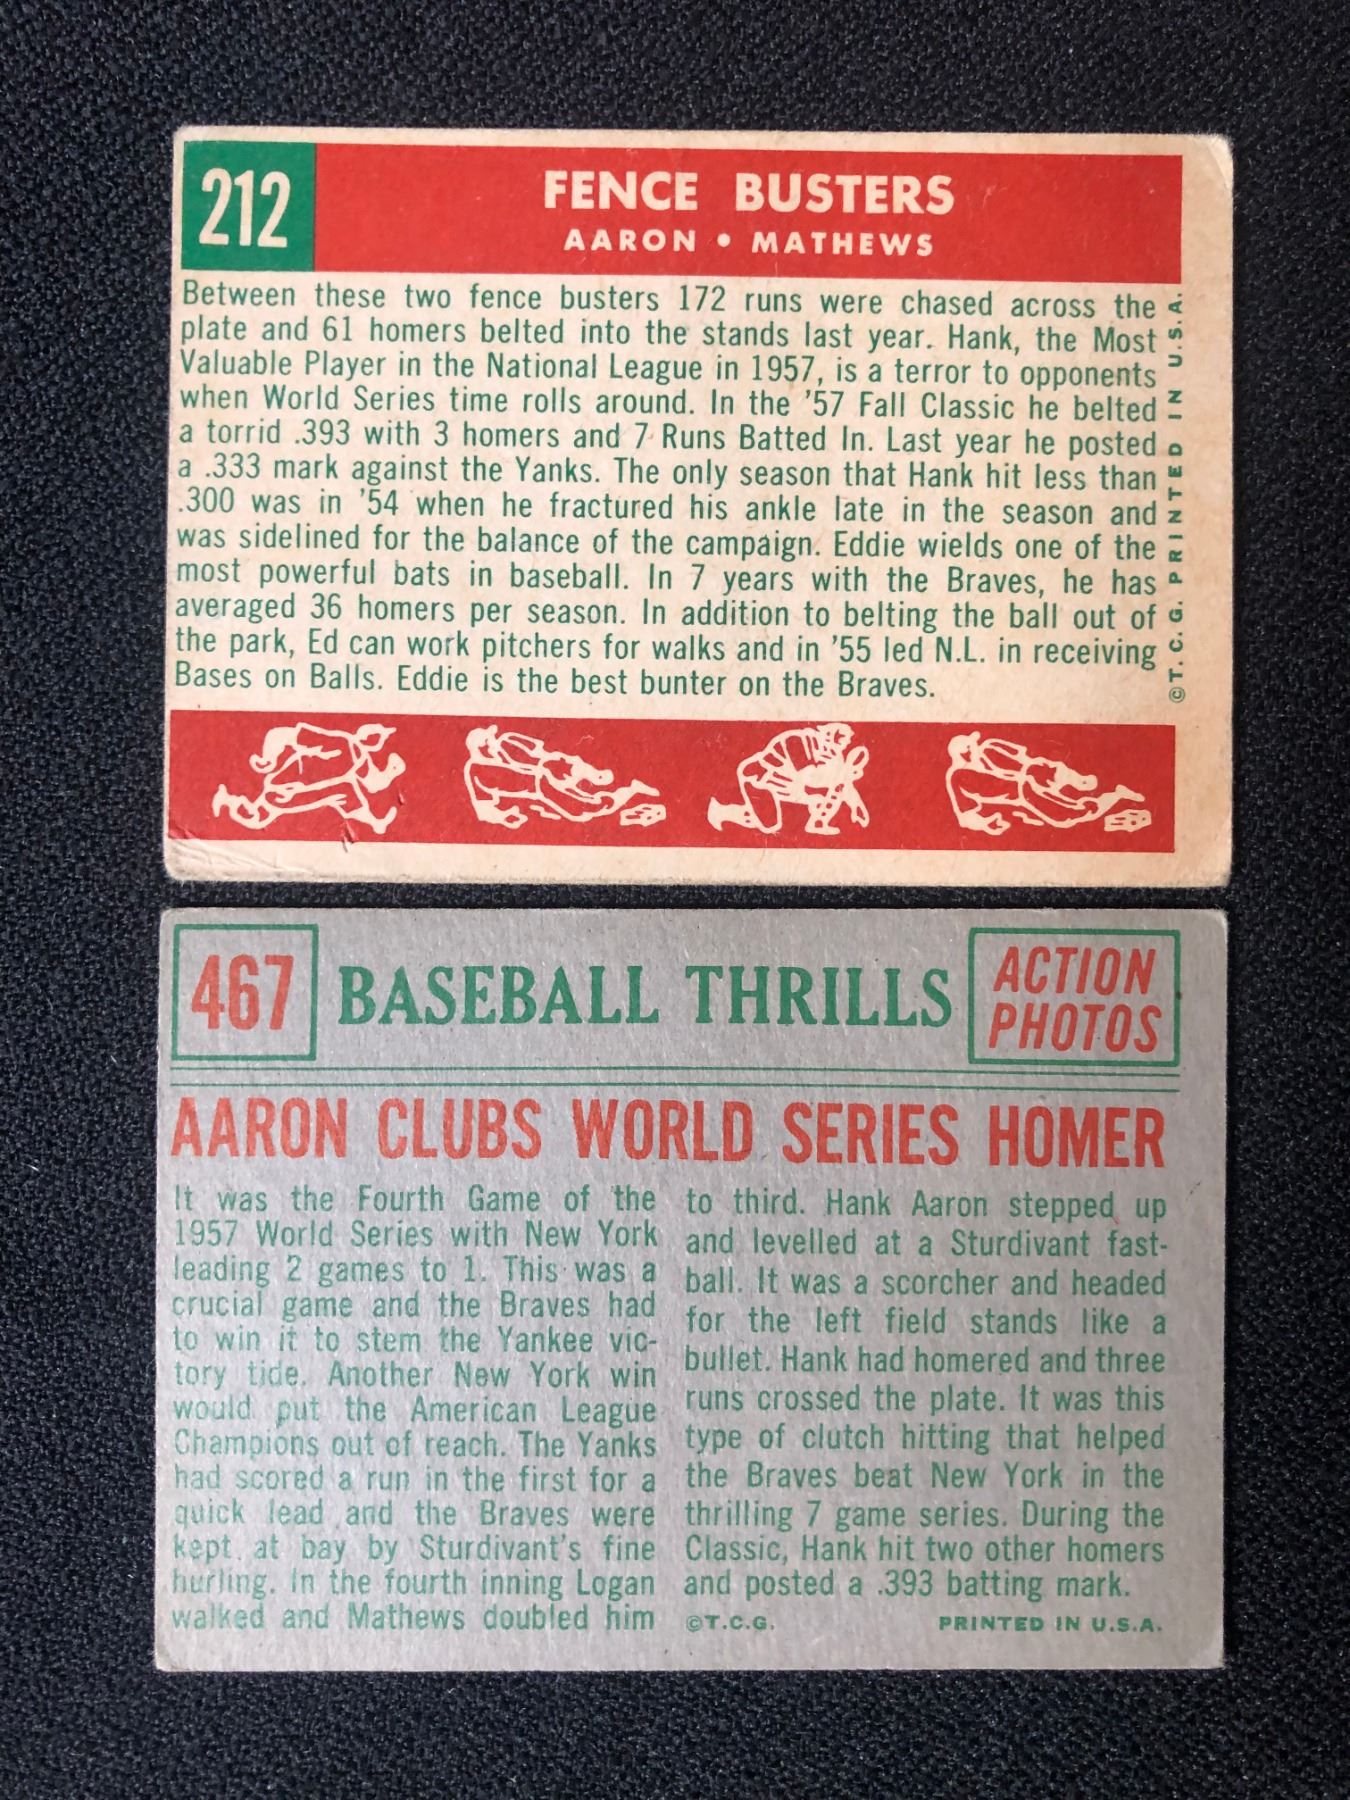 212
FENCE BUSTERS
AARON • MATHEWS
Between these two fence busters 172 runs were chased across the
plate and 61 homers belted into the stands last year. Hank, the Most
Valuable Player in the National League in 1957, is a terror to opponents
when World Series time rolls around. In the '57 Fall Classic he belted
a torrid .393 with 3 homers and 7 Runs Batted In. Last year he posted
a .333 mark against the Yanks. The only season that Hank hit less than
.300 was in '54 when he fractured his ankle late in the season and
was sidelined for the balance of the campaign. Eddie wields one of the
most powerful bats in baseball. In 7 years with the Braves, he has
averaged 36 homers per season. In addition to belting the ball out of
the park, Ed can work pitchers for walks and in '55 led N.L. in receiving
Bases on Balls. Eddie is the best bunter on the Braves.
©T.C.G. PRINTED IN U.S.A.
467
BASEBALL THRILLS
ACTION
PHOTOS
AARON CLUBS WORLD SERIES HOMER
It was the Fourth Game of the
1957 World Series with New York
leading 2 games to 1. This was a
crucial game and the Braves had
to win it to stem the Yankee vic-
tory tide. Another New York win
would put the American League
Champions out of reach. The Yanks
had scored a run in the first for a
quick lead and the Braves were
kept at bay by Sturdivant's fine
hurling. In the fourth inning Logan
walked and Mathews doubled him
to third. Hank Aaron stepped up
and levelled at a Sturdivant fast-
ball. It was a scorcher and headed
for the left field stands like a
bullet. Hank had homered and three
runs crossed the plate. It was this
type of clutch hitting that helped
the Braves beat New York in the
thrilling 7 game series. During the
Classic, Hank hit two other homers
and posted a .393 batting mark.
©T.C.G. PRINTED IN U.S.A.